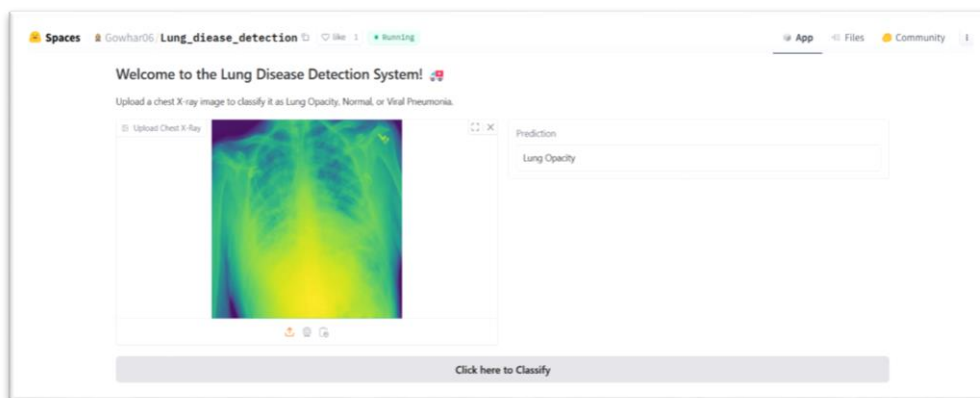 Spaces Gowhar06/Lung_diease_detection like 1 Running App Files Community
Welcome to the Lung Disease Detection System!
Upload a chest X-ray image to classify it as Lung Opacity, Normal, or Viral Pneumonia.
Upload Chest X-Ray
Prediction
Lung Opacity
Click here to Classify